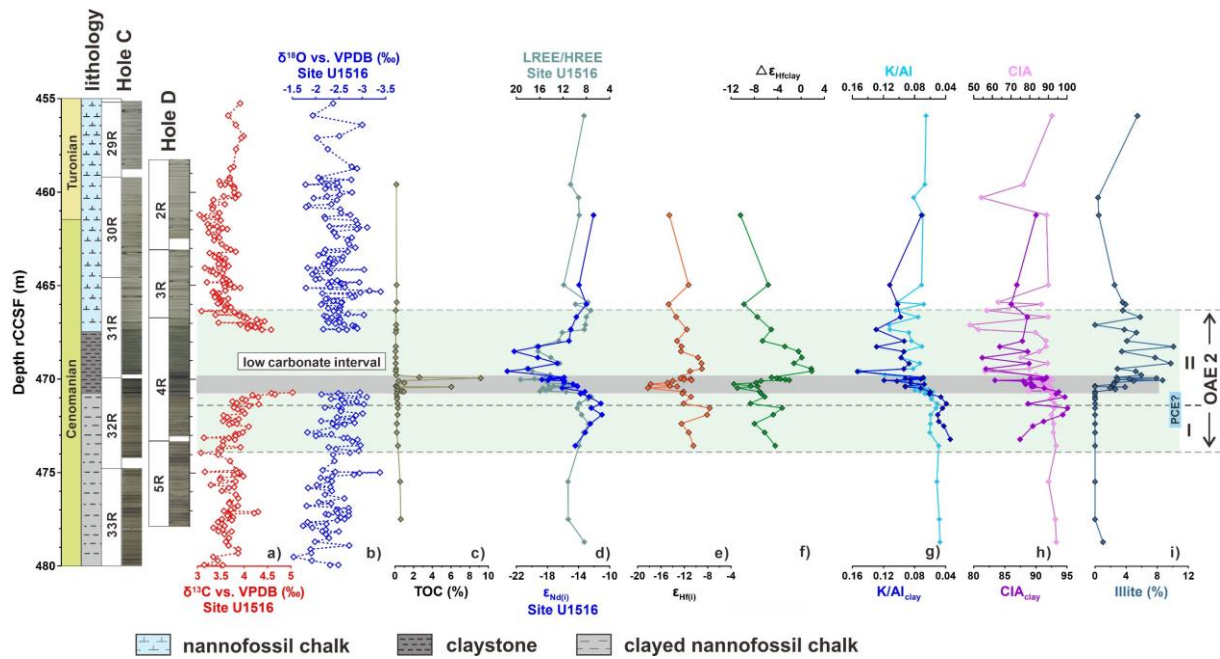 lithology
Hole C
Hole D
δ18O vs. VPDB (‰)
Site U1516
-1.5 -2.5 -3.5
LREE/HREE
Site U1516
20 16 12 8 4
△εHfclay
-12 -8 -4 0 4
K/Al
0.16 0.12 0.08 0.04
CIA
50 60 70 80 90 100
Depth rCCSF (m)
455
460
465
470
475
480
Turonian
Cenomanian
29R
30R
31R
32R
33R
2R
3R
4R
5R
low carbonate interval
II
I
PCE?
OAE 2
a)
b)
c)
d)
e)
f)
g)
h)
i)
3.0 3.5 4.0 4.5 5.0
δ13C vs. VPDB (‰)
Site U1516
0 2 4 6 8 10
TOC (%)
-22 -18 -14 -10
εNd(i)
Site U1516
-20 -16 -12 -8 -4
εHf(i)
0.16 0.12 0.08 0.04
K/Alclay
75 80 85 90 95
CIAclay
0 4 8 12
Illite (%)
nannofossil chalk
claystone
clayed nannofossil chalk